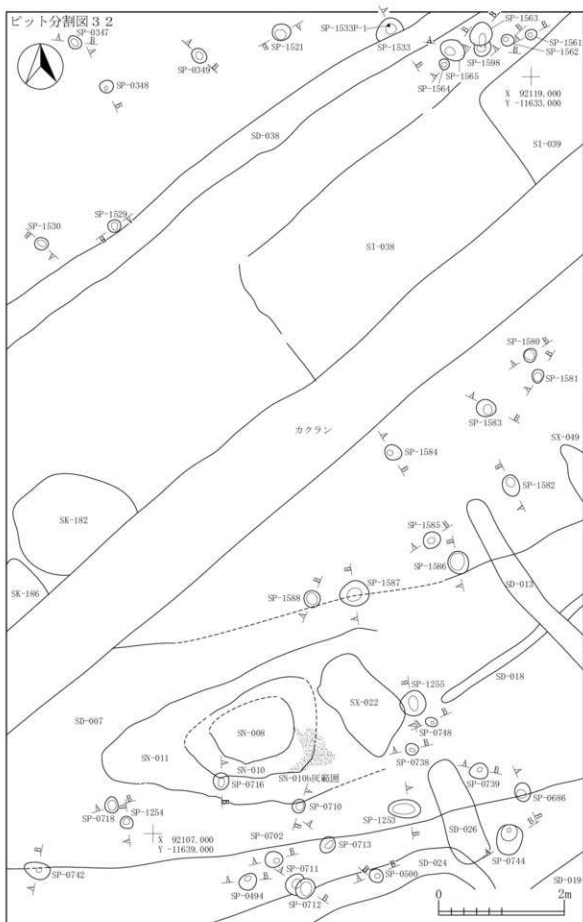 ピット分割図32
SP-0347
SP-1521
SP-1533P-1
SP-1533
SP-1563
SP-1561
SP-1562
SP-1598
SP-1565
SP-1564
SP-0349
SP-0348
X 92119.000
Y -11633.000
SD-038
SI-039
SP-1529
SP-1530
SI-038
SP-1580
SP-1581
SP-1583
カクラン
SX-049
SP-1584
SP-1582
SK-182
SP-1585
SP-1586
SD-013
SK-186
SP-1588
SP-1587
SD-018
SP-1255
SX-022
SD-007
SN-008
SP-0748
SN-011
SN-010
SP-0738
SN-010b灰範囲
SP-0716
SP-0739
SP-0686
SP-0710
SP-0718
SP-1254
SP-1253
X 92107.000
Y -11639.000
SP-0702
SP-0713
SD-026
SP-0744
SP-0742
SP-0711
SP-0500
SD-024
SP-0494
SP-0712
SD-019
0 2m